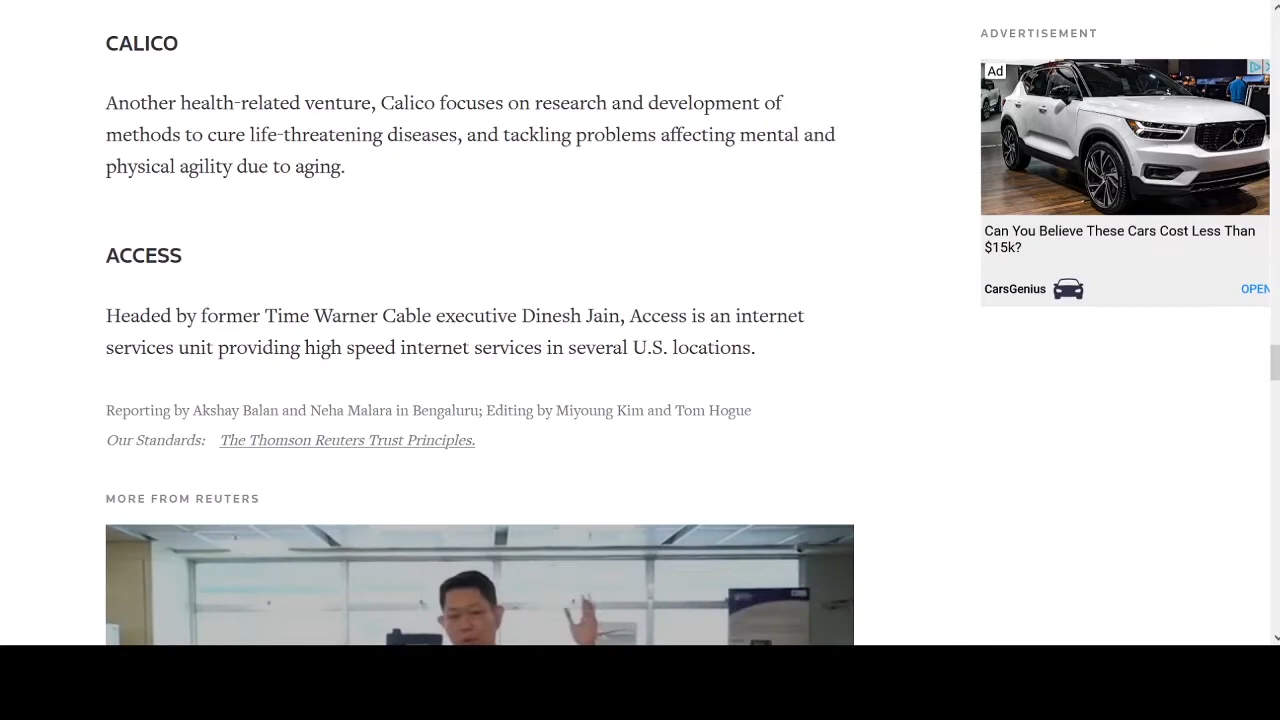 CALICO
Another health-related venture, Calico focuses on research and development of
methods to cure life-threatening diseases, and tackling problems affecting mental and
physical agility due to aging.
ACCESS
Headed by former Time Warner Cable executive Dinesh Jain, Access is an internet
services unit providing high speed internet services in several U.S. locations.
Reporting by Akshay Balan and Neha Malara in Bengaluru; Editing by Miyoung Kim and Tom Hogue
Our Standards: The Thomson Reuters Trust Principles.
MORE FROM REUTERS
ADVERTISEMENT
Ad
Can You Believe These Cars Cost Less Than
$15k?
CarsGenius
OPEN